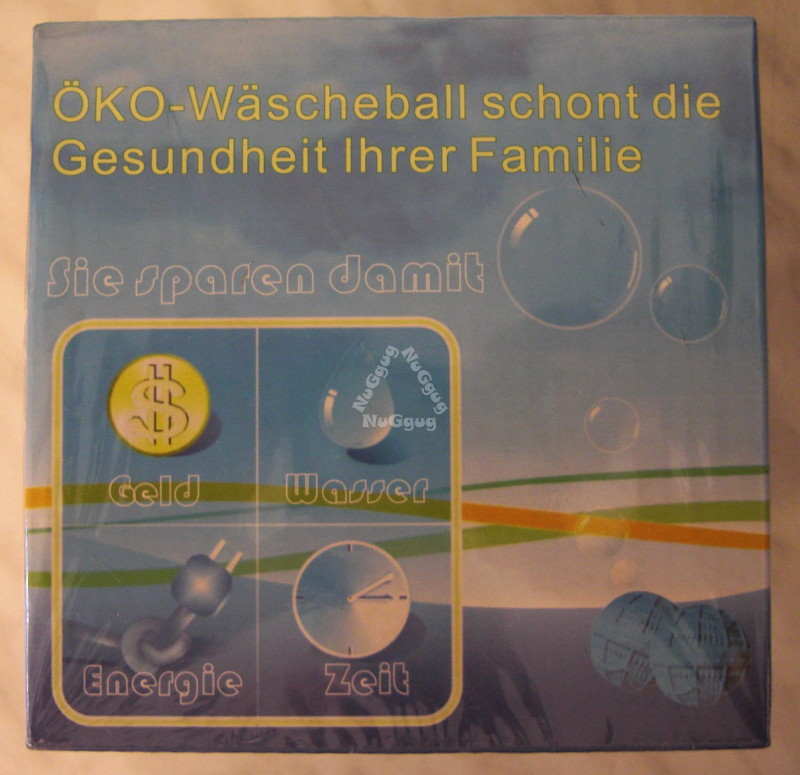 ÖKO-Wäscheball schont die
Gesundheit Ihrer Familie
Sie sparen damit
Geld
Wasser
NuGgug
NuGgug
NuGgug
Energie
Zeit